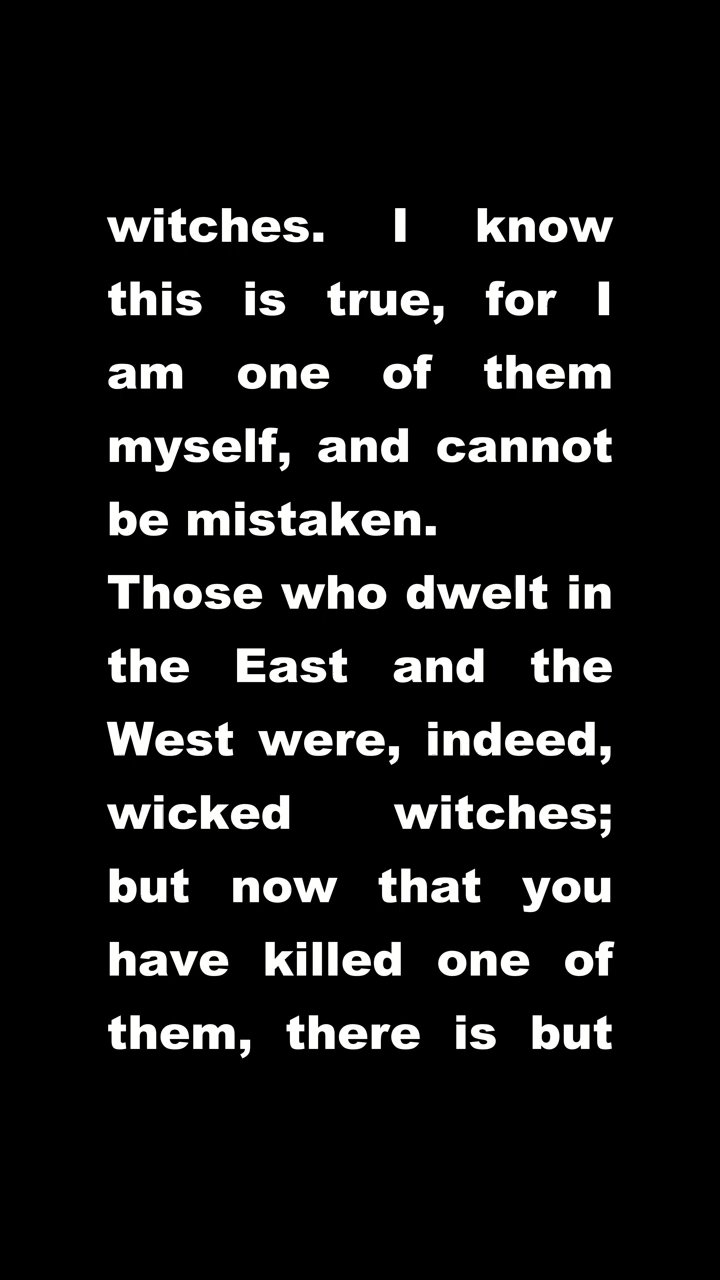 witches. I know
this is true, for I
am one of them
myself, and cannot
be mistaken.
Those who dwelt in
the East and the
West were, indeed,
wicked witches;
but now that you
have killed one of
them, there is but